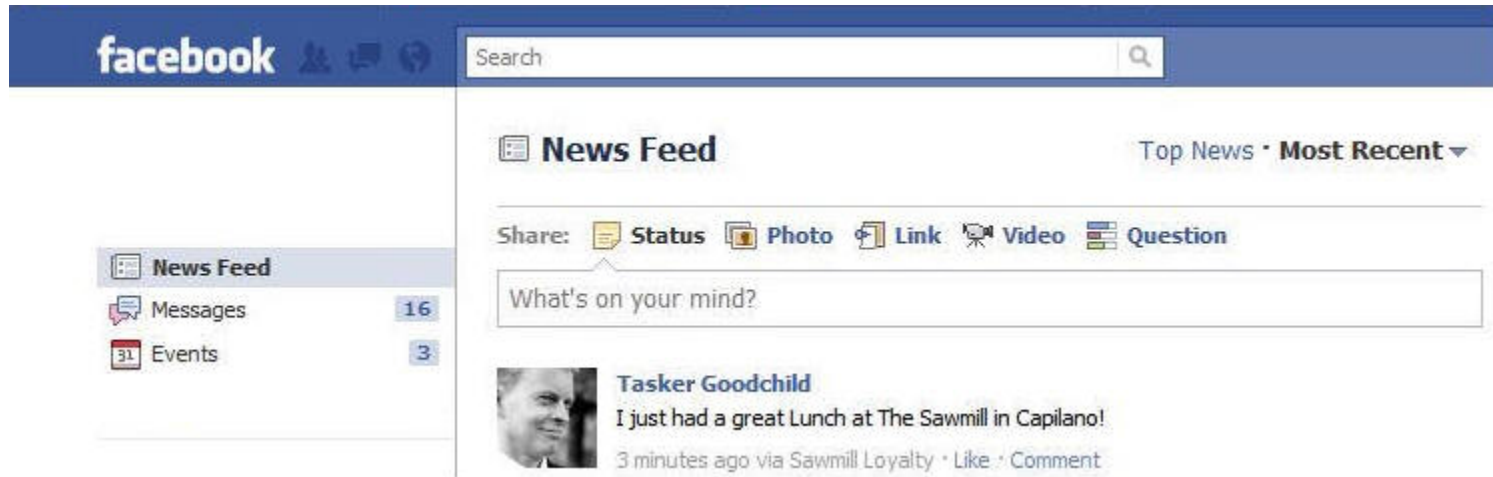 facebook
Search
News Feed
Top News · Most Recent
Share: Status Photo Link Video Question
What's on your mind?
News Feed
Messages 16
31 Events 3
Tasker Goodchild
I just had a great Lunch at The Sawmill in Capilano!
3 minutes ago via Sawmill Loyalty · Like · Comment